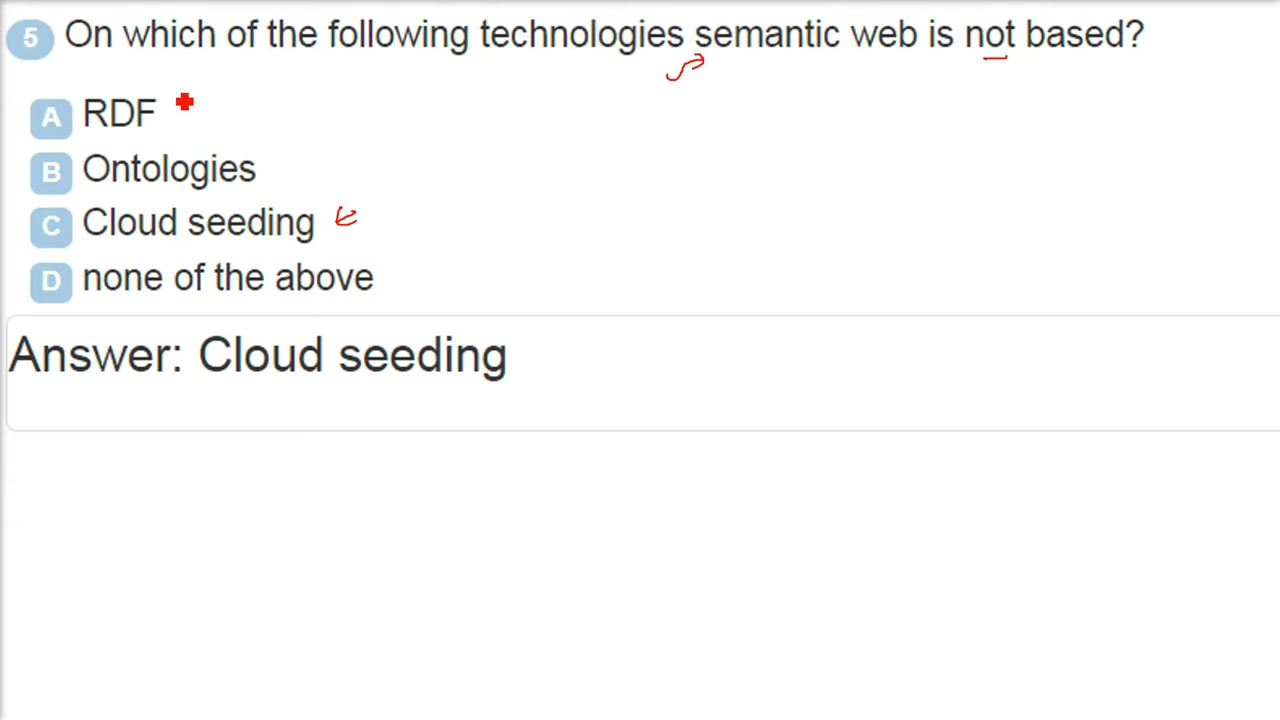 5 On which of the following technologies semantic web is not based?
A RDF
B Ontologies
C Cloud seeding
D none of the above
Answer: Cloud seeding